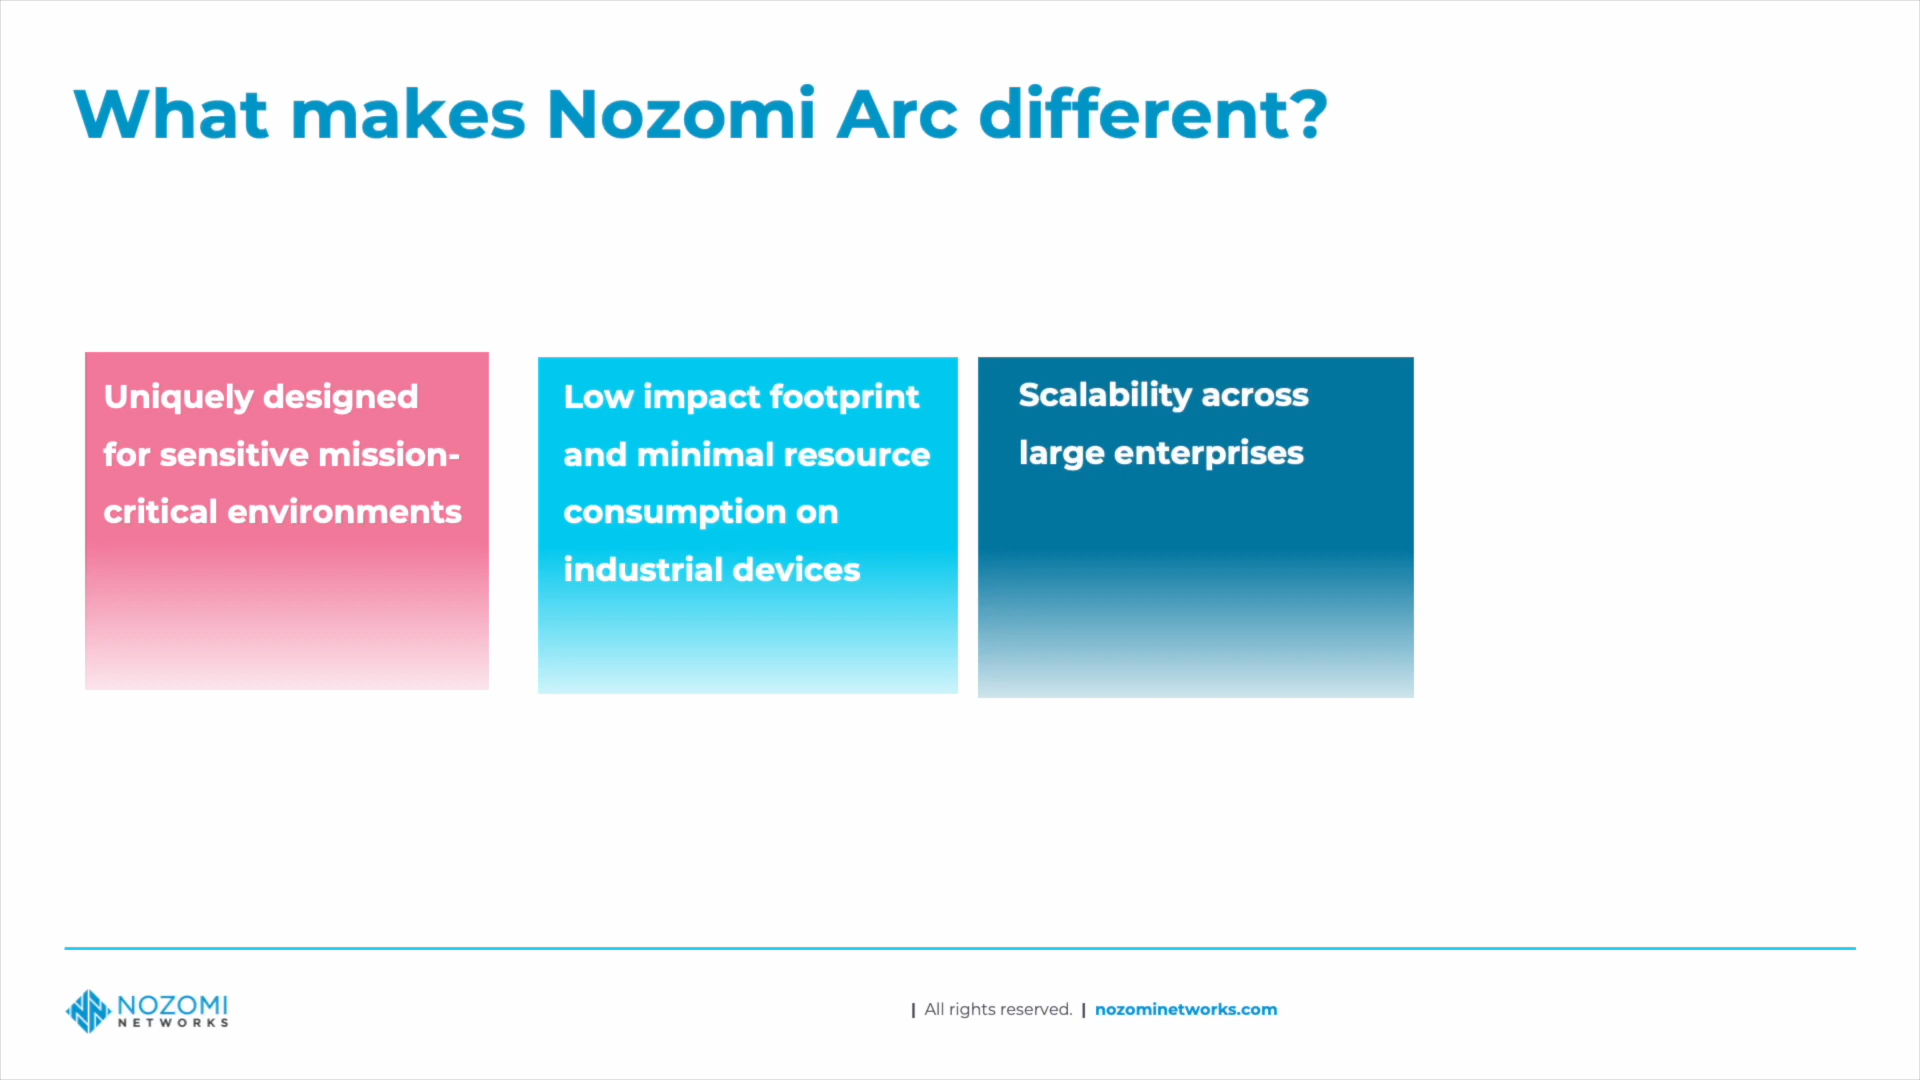 What makes Nozomi Arc different?
Uniquely designed
for sensitive mission-
critical environments
Low impact footprint
and minimal resource
consumption on
industrial devices
Scalability across
large enterprises
NOZOMI
NETWORKS
| All rights reserved. | nozominetworks.com